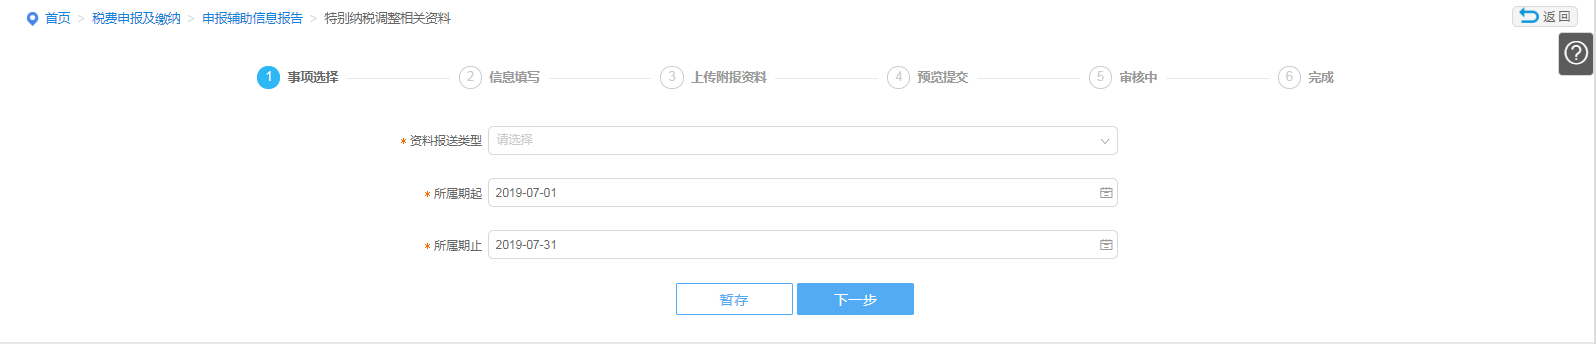 首页 > 税费申报及缴纳 > 申报辅助信息报告 > 特别纳税调整相关资料 返回
1 事项选择 2 信息填写 3 上传附报资料 4 预览提交 5 审核中 6 完成
* 资料报送类型 请选择
* 所属期起 2019-07-01
* 所属期止 2019-07-31
暂存 下一步